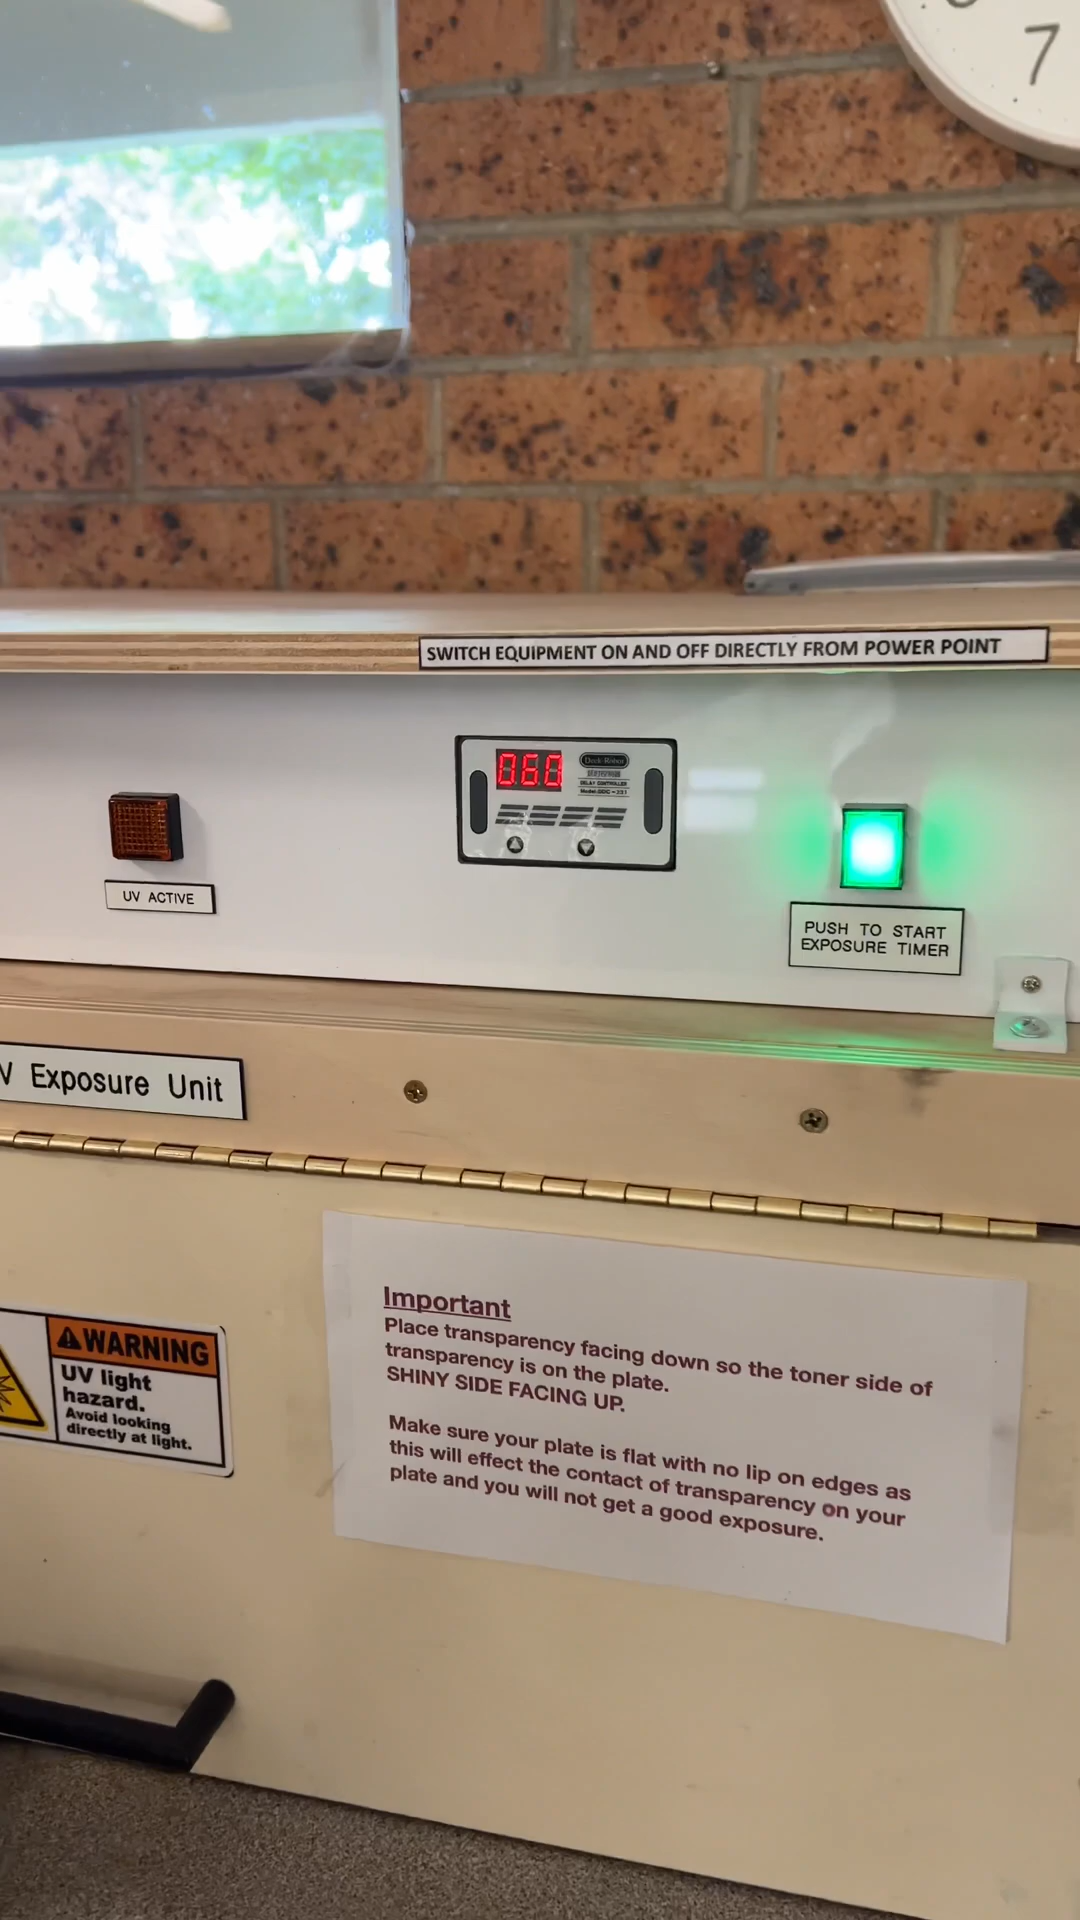 7
SWITCH EQUIPMENT ON AND OFF DIRECTLY FROM POWER POINT
060
DELAY CONTROLLER
UV ACTIVE
PUSH TO START
EXPOSURE TIMER
Exposure Unit
WARNING
UV light
hazard.
Avoid looking
directly at light.
Important
Place transparency facing down so the toner side of
transparency is on the plate.
SHINY SIDE FACING UP.
Make sure your plate is flat with no lip on edges as
this will effect the contact of transparency on your
plate and you will not get a good exposure.